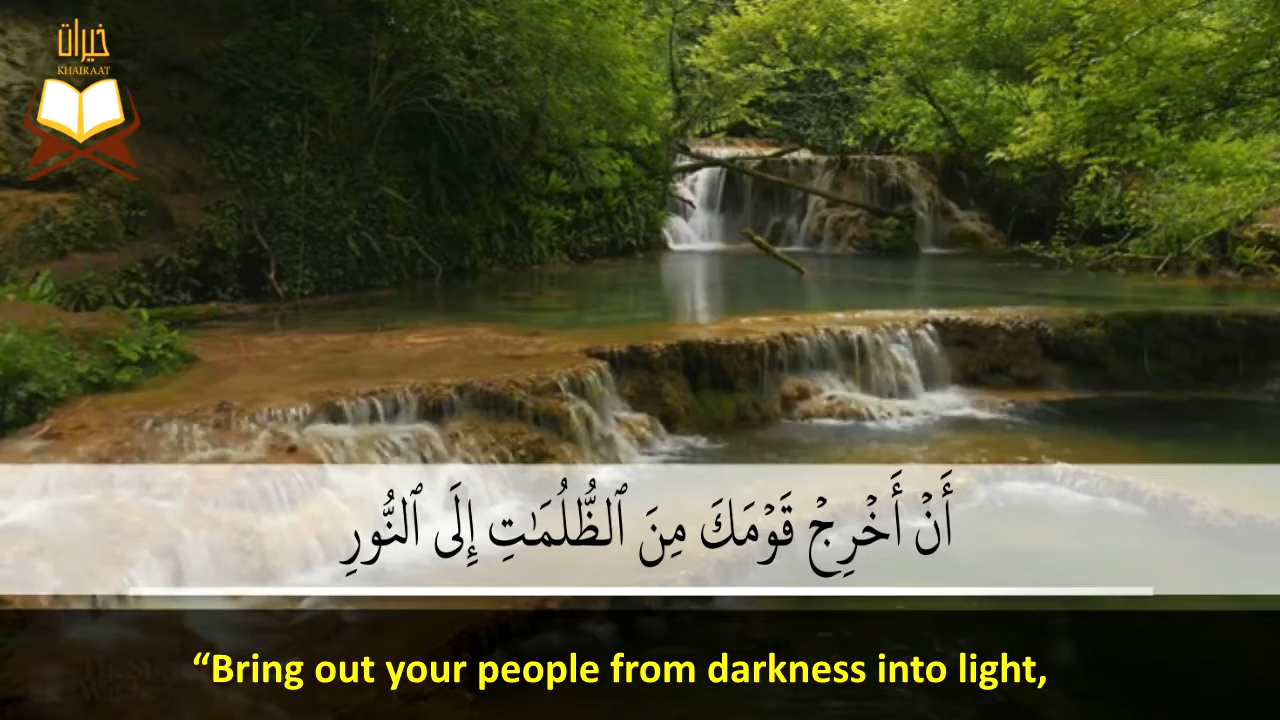 خيرات
KHAIRAAT
أَنۡ أَخۡرِجۡ قَوۡمَكَ مِنَ ٱلظُّلُمَٰتِ إِلَى ٱلنُّورِ
“Bring out your people from darkness into light,